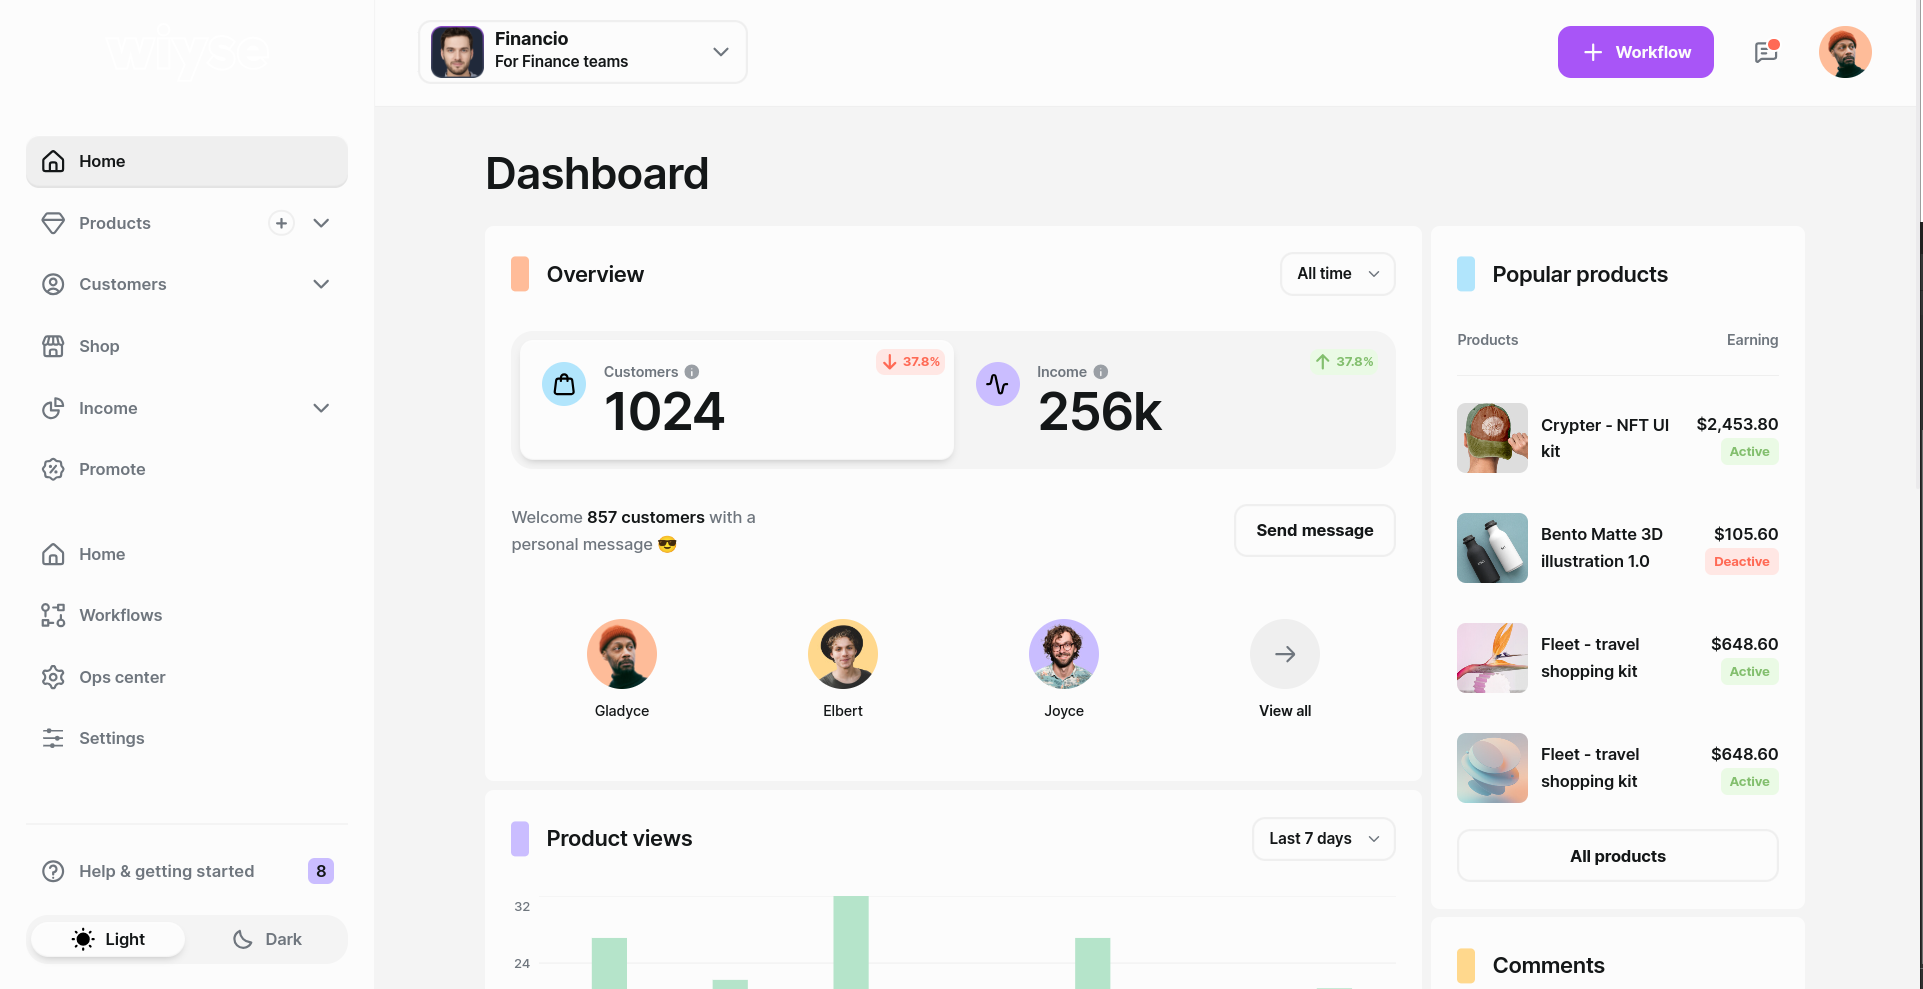 wiyse
Financio
For Finance teams
Workflow
Home
Products
Customers
Shop
Income
Promote
Home
Workflows
Ops center
Settings
Help & getting started
8
Light
Dark
Dashboard
Overview
All time
Customers
37.8%
1024
Income
37.8%
256k
Welcome 857 customers with a
personal message 😎
Send message
Gladyce
Elbert
Joyce
View all
Product views
Last 7 days
32
24
Popular products
Products
Earning
Crypter - NFT UI
kit
$2,453.80
Active
Bento Matte 3D
illustration 1.0
$105.60
Deactive
Fleet - travel
shopping kit
$648.60
Active
Fleet - travel
shopping kit
$648.60
Active
All products
Comments